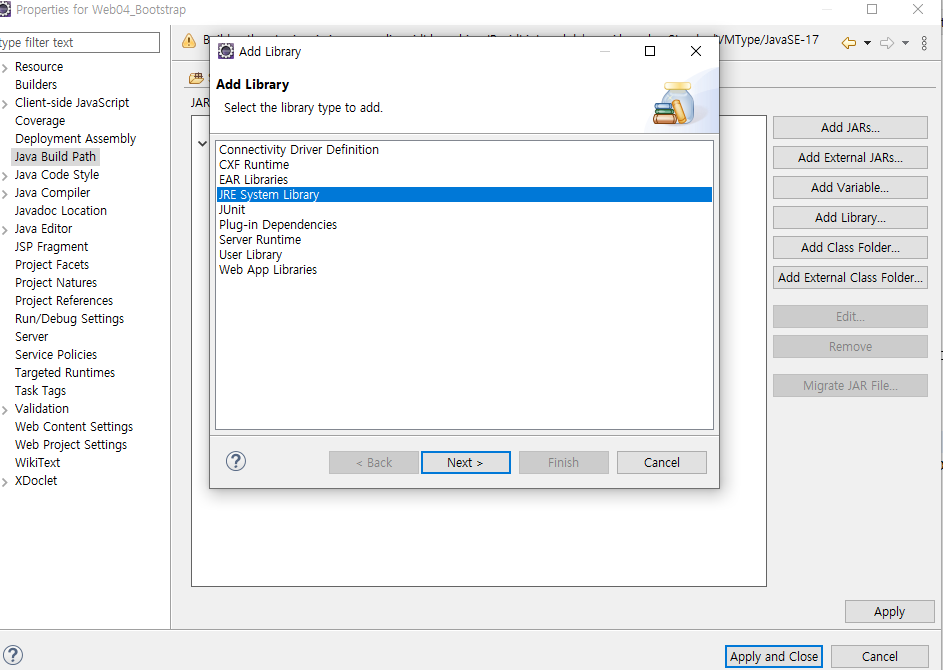 Properties for Web04_Bootstrap
type filter text
Resource
Builders
Client-side JavaScript
Coverage
Deployment Assembly
Java Build Path
Java Code Style
Java Compiler
Javadoc Location
Java Editor
JSP Fragment
Project Facets
Project Natures
Project References
Run/Debug Settings
Server
Service Policies
Targeted Runtimes
Task Tags
Validation
Web Content Settings
Web Project Settings
WikiText
XDoclet
VMType/JavaSE-17
JAR
Add Library
Add Library
Select the library type to add.
Connectivity Driver Definition
CXF Runtime
EAR Libraries
JRE System Library
JUnit
Plug-in Dependencies
Server Runtime
User Library
Web App Libraries
< Back
Next >
Finish
Cancel
Add JARs...
Add External JARs...
Add Variable...
Add Library...
Add Class Folder...
Add External Class Folder...
Edit...
Remove
Migrate JAR File...
Apply
Apply and Close
Cancel